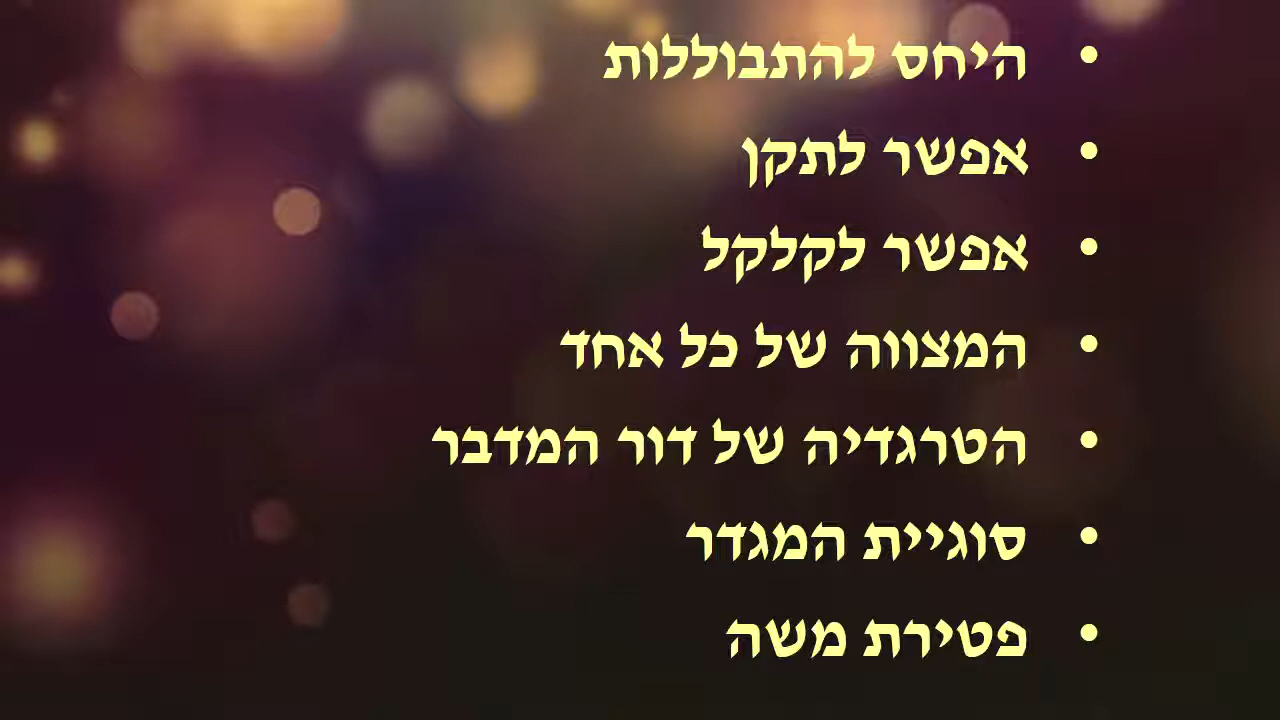 • היחס להתבוללות
• אפשר לתקן
• אפשר לקלקל
• המצווה של כל אחד
• הטרגדיה של דור המדבר
• סוגיית המגדר
• פטירת משה